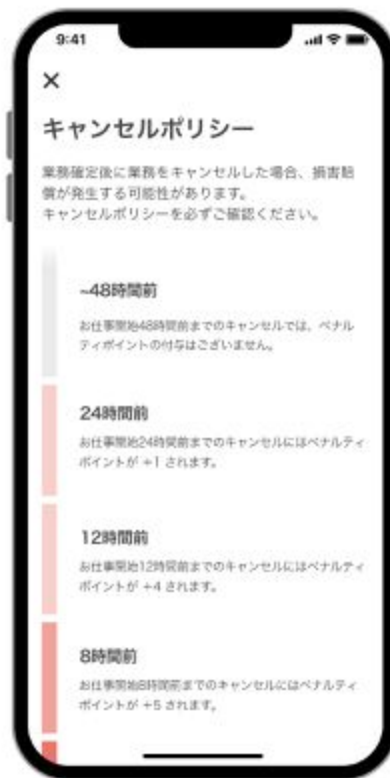 9:41
キャンセルポリシー
業務確定後に業務をキャンセルした場合、損害賠
償が発生する可能性があります。
キャンセルポリシーを必ずご確認ください。
~48時間前
お仕事開始48時間前までのキャンセルでは、ペナル
ティポイントの付与はございません。
24時間前
お仕事開始24時間前までのキャンセルにはペナルティ
ポイントが +1 されます。
12時間前
お仕事開始12時間前までのキャンセルにはペナルティ
ポイントが +4 されます。
8時間前
お仕事開始8時間前までのキャンセルにはペナルティ
ポイントが +5 されます。